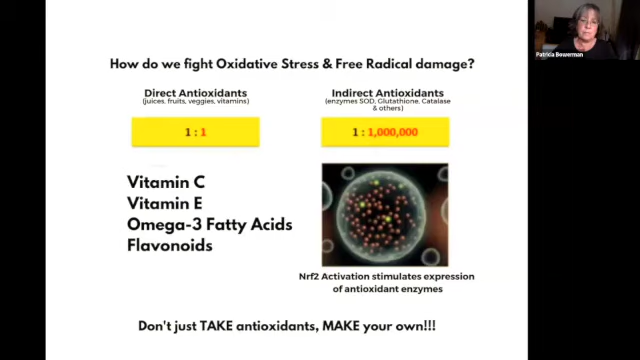 How do we fight Oxidative Stress & Free Radical damage?
Direct Antioxidants
(juices, fruits, veggies, vitamins)
1 : 1
Indirect Antioxidants
(enzymes SOD, Glutathione, Catalase
& others)
1 : 1,000,000
Vitamin C
Vitamin E
Omega-3 Fatty Acids
Flavonoids
Nrf2 Activation stimulates expression
of antioxidant enzymes
Don't just TAKE antioxidants, MAKE your own!!!
Patricia Bowerman